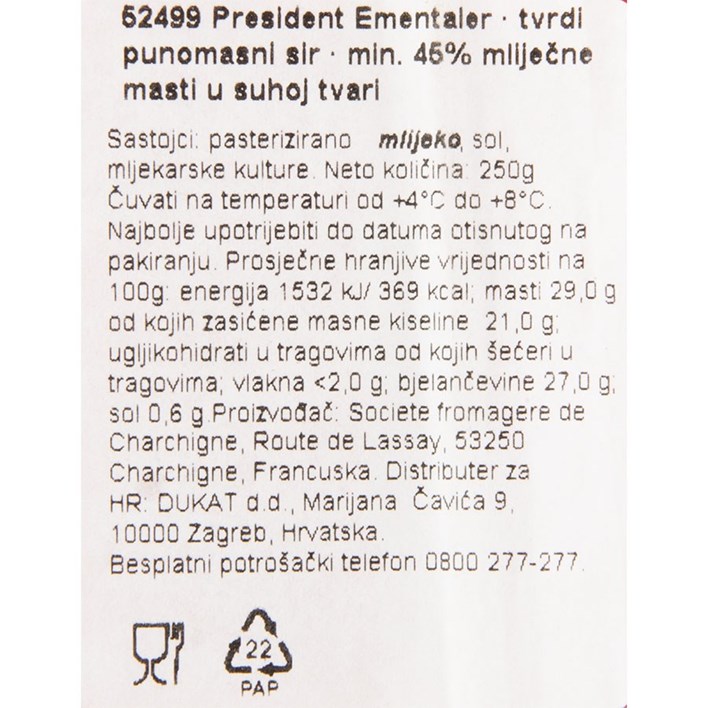 52499 President Ementaler · tvrdi
punomasni sir · min. 45% mliječne
masti u suhoj tvari
Sastojci: pasterizirano mlijeko, sol,
mljekarske kulture. Neto količina: 250g
Čuvati na temperaturi od +4°C do +8°C.
Najbolje upotrijebiti do datuma otisnutog na
pakiranju. Prosječne hranjive vrijednosti na
100g: energija 1532 kJ/ 369 kcal; masti 29,0 g
od kojih zasićene masne kiseline 21,0 g;
ugljikohidrati u tragovima od kojih šećeri u
tragovima; vlakna <2,0 g; bjelančevine 27,0 g;
sol 0,6 g.Proizvođač: Societe fromagere de
Charchigne, Route de Lassay, 53250
Charchigne, Francuska. Distributer za
HR: DUKAT d.d., Marijana Čavića 9,
10000 Zagreb, Hrvatska.
Besplatni potrošački telefon 0800 277-277.
22
PAP